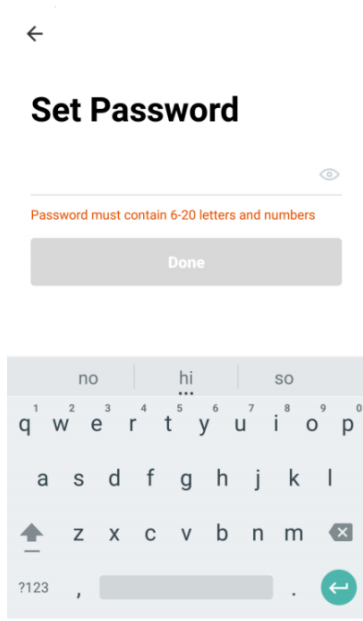 Set Password
Password must contain 6-20 letters and numbers
Done
no hi so
1 2 3 4 5 6 7 8 9 0
q w e r t y u i o p
a s d f g h j k l
z x c v b n m
?123 , .